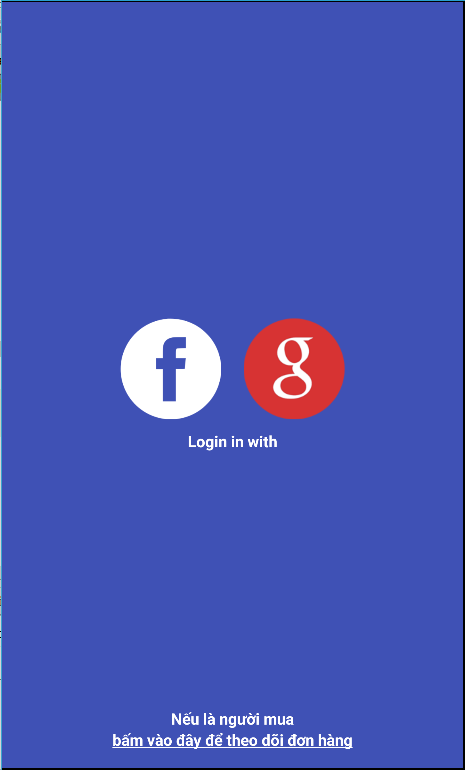 f g
Login in with
Nếu là người mua
bấm vào đây để theo dõi đơn hàng